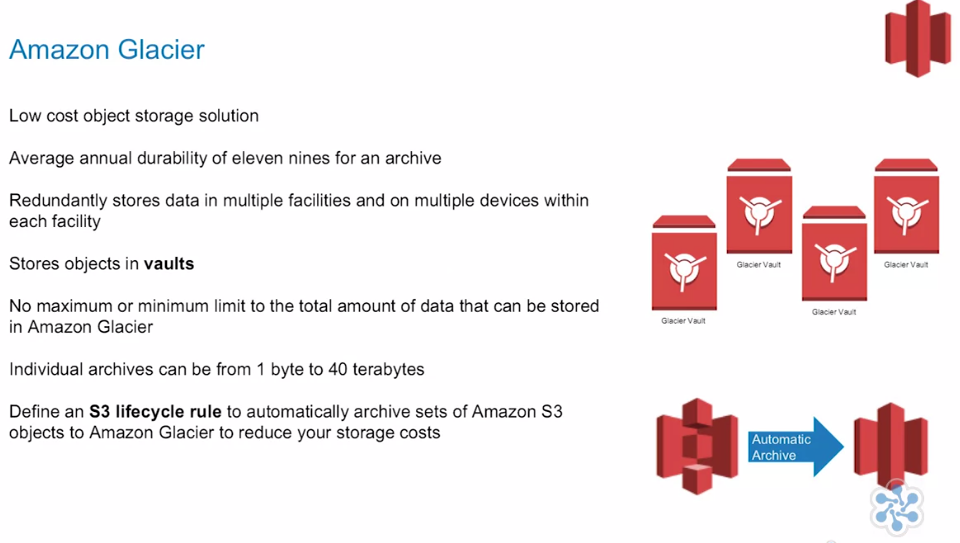 Amazon Glacier
Low cost object storage solution
Average annual durability of eleven nines for an archive
Redundantly stores data in multiple facilities and on multiple devices within
each facility
Stores objects in vaults
No maximum or minimum limit to the total amount of data that can be stored
in Amazon Glacier
Individual archives can be from 1 byte to 40 terabytes
Define an S3 lifecycle rule to automatically archive sets of Amazon S3
objects to Amazon Glacier to reduce your storage costs
Glacier Vault
Glacier Vault
Glacier Vault
Glacier Vault
Automatic
Archive